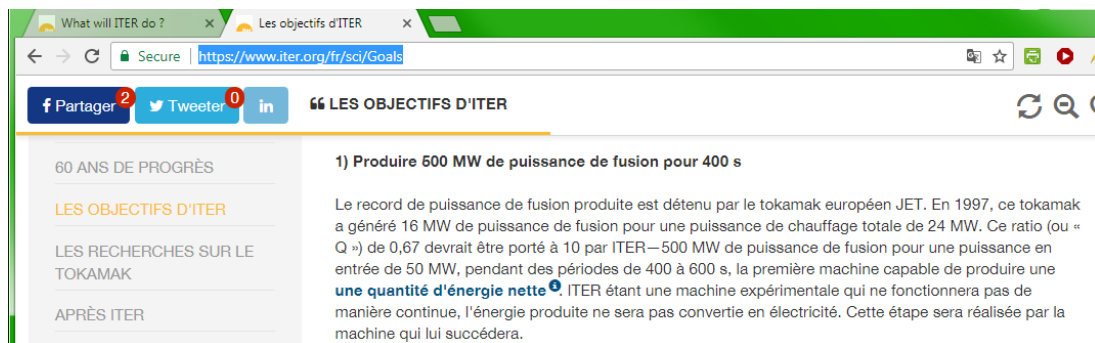 What will ITER do ?
Les objectifs d'ITER
Secure
https://www.iter.org/fr/sci/Goals
Partager 2
Tweeter 0
in
LES OBJECTIFS D'ITER
60 ANS DE PROGRÈS
LES OBJECTIFS D'ITER
LES RECHERCHES SUR LE
TOKAMAK
APRÈS ITER
1) Produire 500 MW de puissance de fusion pour 400 s
Le record de puissance de fusion produite est détenu par le tokamak européen JET. En 1997, ce tokamak
a généré 16 MW de puissance de fusion pour une puissance de chauffage totale de 24 MW. Ce ratio (ou «
Q ») de 0,67 devrait être porté à 10 par ITER—500 MW de puissance de fusion pour une puissance en
entrée de 50 MW, pendant des périodes de 400 à 600 s, la première machine capable de produire une
une quantité d'énergie nette. ITER étant une machine expérimentale qui ne fonctionnera pas de
manière continue, l'énergie produite ne sera pas convertie en électricité. Cette étape sera réalisée par la
machine qui lui succédera.